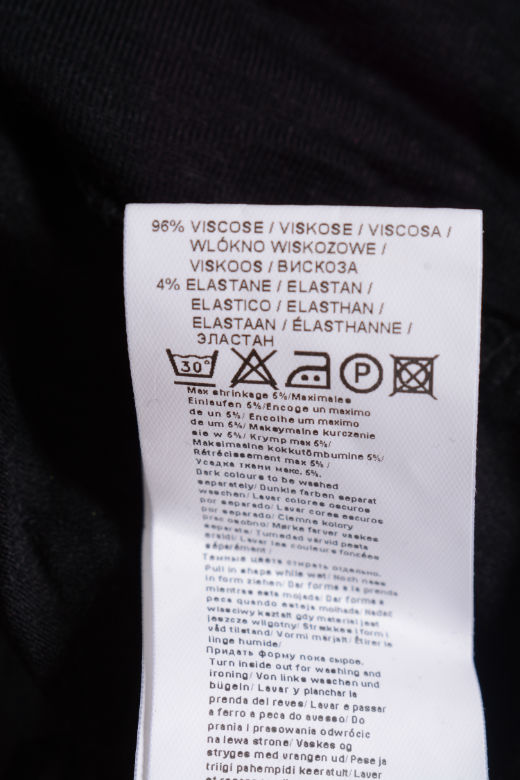 96% VISCOSE / VISKOSE / VISCOSA /
WŁÓKNO WISKOZOWE /
VISKOOS / ВИСКОЗА
4% ELASTANE / ELASTAN /
ELASTICO / ELASTHAN /
ELASTAAN / ÉLASTHANNE /
ЭЛАСТАН
30°
P
Max shrinkage 5%/Maximales
Einlaufen 5%/Encoge un maximo
de un 5%/ Encolhe um maximo
de um 5%/ Maksymalne kurczenie
sie w 5%/ Krymp max 5%/
Maksimaalne kokkutõmbumine 5%/
Rétrécissement max 5% /
Усадка ткани макс. 5%.
Dark colours to be washed
separately/ Dunkle farben separat
waschen/ Lavar colores oscuros
por separado/ Lavar cores escuros
por separado/ Ciemne kolory
prac osobno/ Mørke farver vaskes
separate/ Tumedad värvid pesta
eraldi/ Laver les couleurs foncées
séparément /
Темные цвета стирать отдельно.
Pull in shape while wet/ Noch nass
in form ziehen/ Dar forma a la prenda
mientras esta mojada/ Dar forma a
peca quando esteja molhada/ Nadac
wlasciwy kształt gdy material jest
jeszcze wilgotny/ Strækkes i form i
våd tilstand/ Vormi märjalt/ Étirer le
linge humide/
Придать форму пока сырое.
Turn inside out for washing and
ironing/ Von links waschen und
bügeln/ Lavar y planchar la
prenda del reves/ Lavar e passar
a ferro a peca do avesso/ Do
prania i prasowania odwrócic
na lewa strone/ Vaskes og
stryges med vrangen ud/ Pese ja
triigi pahempidi keeratult/ Laver